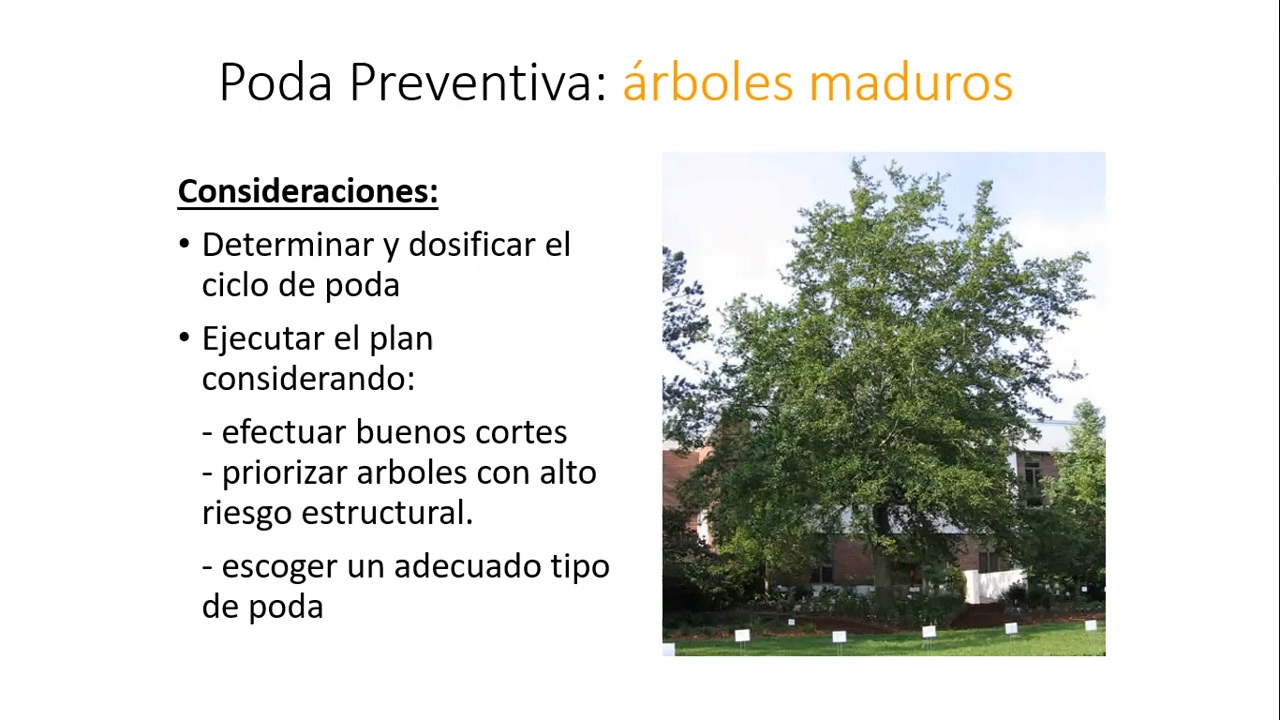 Poda Preventiva: árboles maduros
Consideraciones:
• Determinar y dosificar el
ciclo de poda
• Ejecutar el plan
considerando:
- efectuar buenos cortes
- priorizar arboles con alto
riesgo estructural.
- escoger un adecuado tipo
de poda